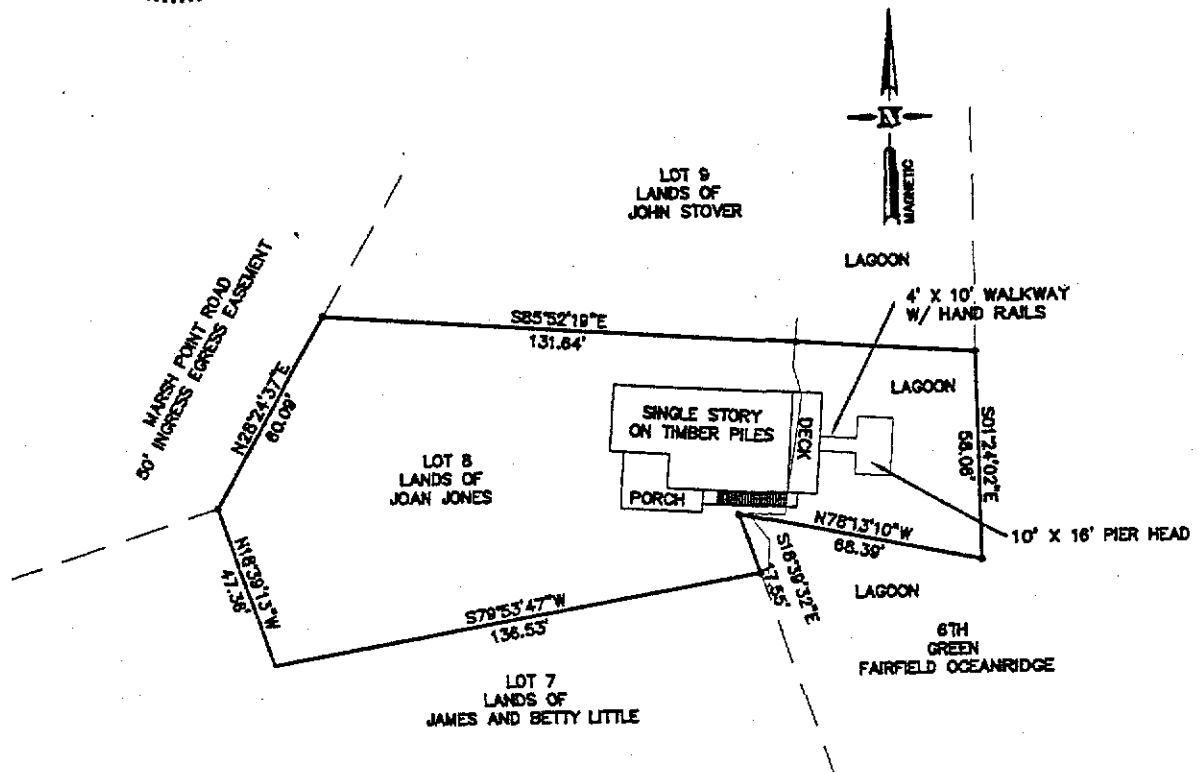 N
MAGNETIC
LOT 9
LANDS OF
JOHN STOVER
LAGOON
4' X 10' WALKWAY
W/ HAND RAILS
MARSH POINT ROAD
50' INGRESS EGRESS EASEMENT
S85°52'19"E
131.64'
N28°24'37"E
60.09'
LAGOON
SINGLE STORY
ON TIMBER PILES
DECK
S01°24'02"E
58.06'
LOT 8
LANDS OF
JOAN JONES
PORCH
N78°13'10"W
68.39'
10' X 16' PIER HEAD
N18°39'13"W
47.36'
S18°39'32"E
17.55'
LAGOON
S79°53'47"W
136.53'
6TH
GREEN
FAIRFIELD OCEANRIDGE
LOT 7
LANDS OF
JAMES AND BETTY LITTLE